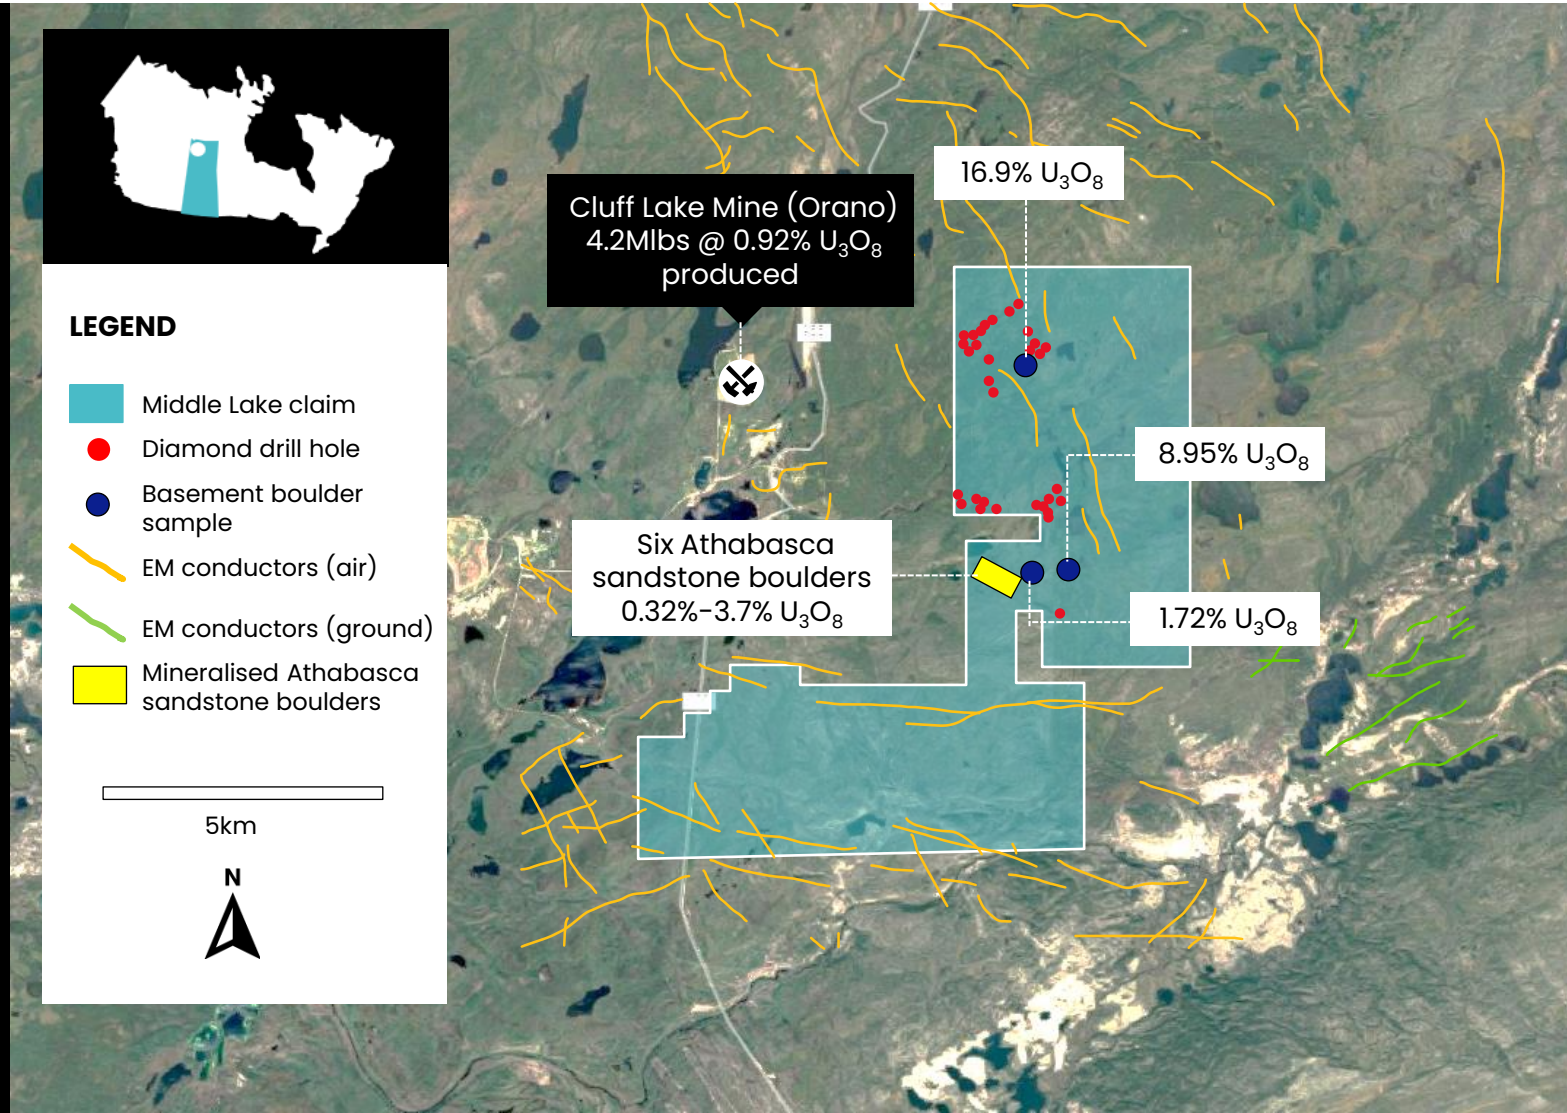 16.9% U₃O₈
Cluff Lake Mine (Orano)
4.2Mlbs @ 0.92% U₃O₈
produced
LEGEND
Middle Lake claim
Diamond drill hole
Basement boulder
sample
EM conductors (air)
EM conductors (ground)
Mineralised Athabasca
sandstone boulders
5km
N
8.95% U₃O₈
Six Athabasca
sandstone boulders
0.32%-3.7% U₃O₈
1.72% U₃O₈